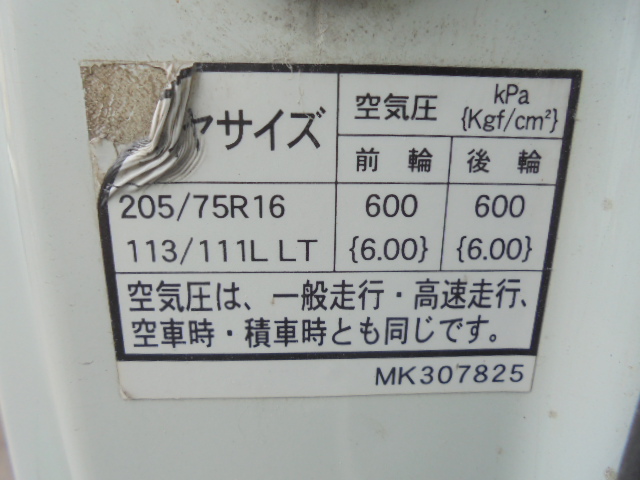 ヤサイズ
空気圧 kPa
{Kgf/cm²}
前輪 後輪
205/75R16 600 600
113/111L LT {6.00} {6.00}
空気圧は、一般走行・高速走行、
空車時・積車時とも同じです。
MK307825